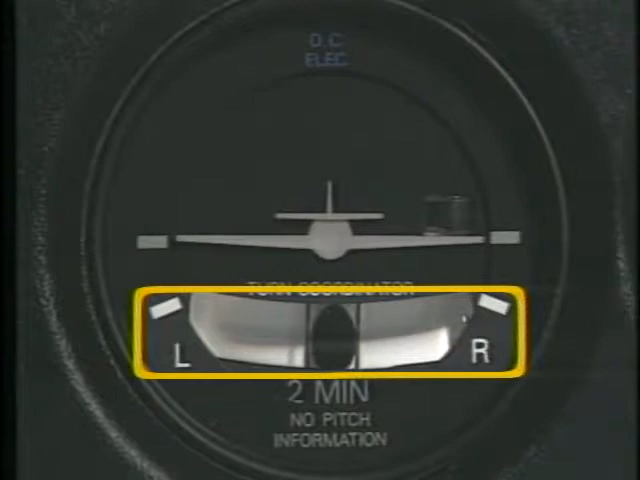 D.C.
ELEC.
TURN COORDINATOR
L R
2 MIN
NO PITCH
INFORMATION